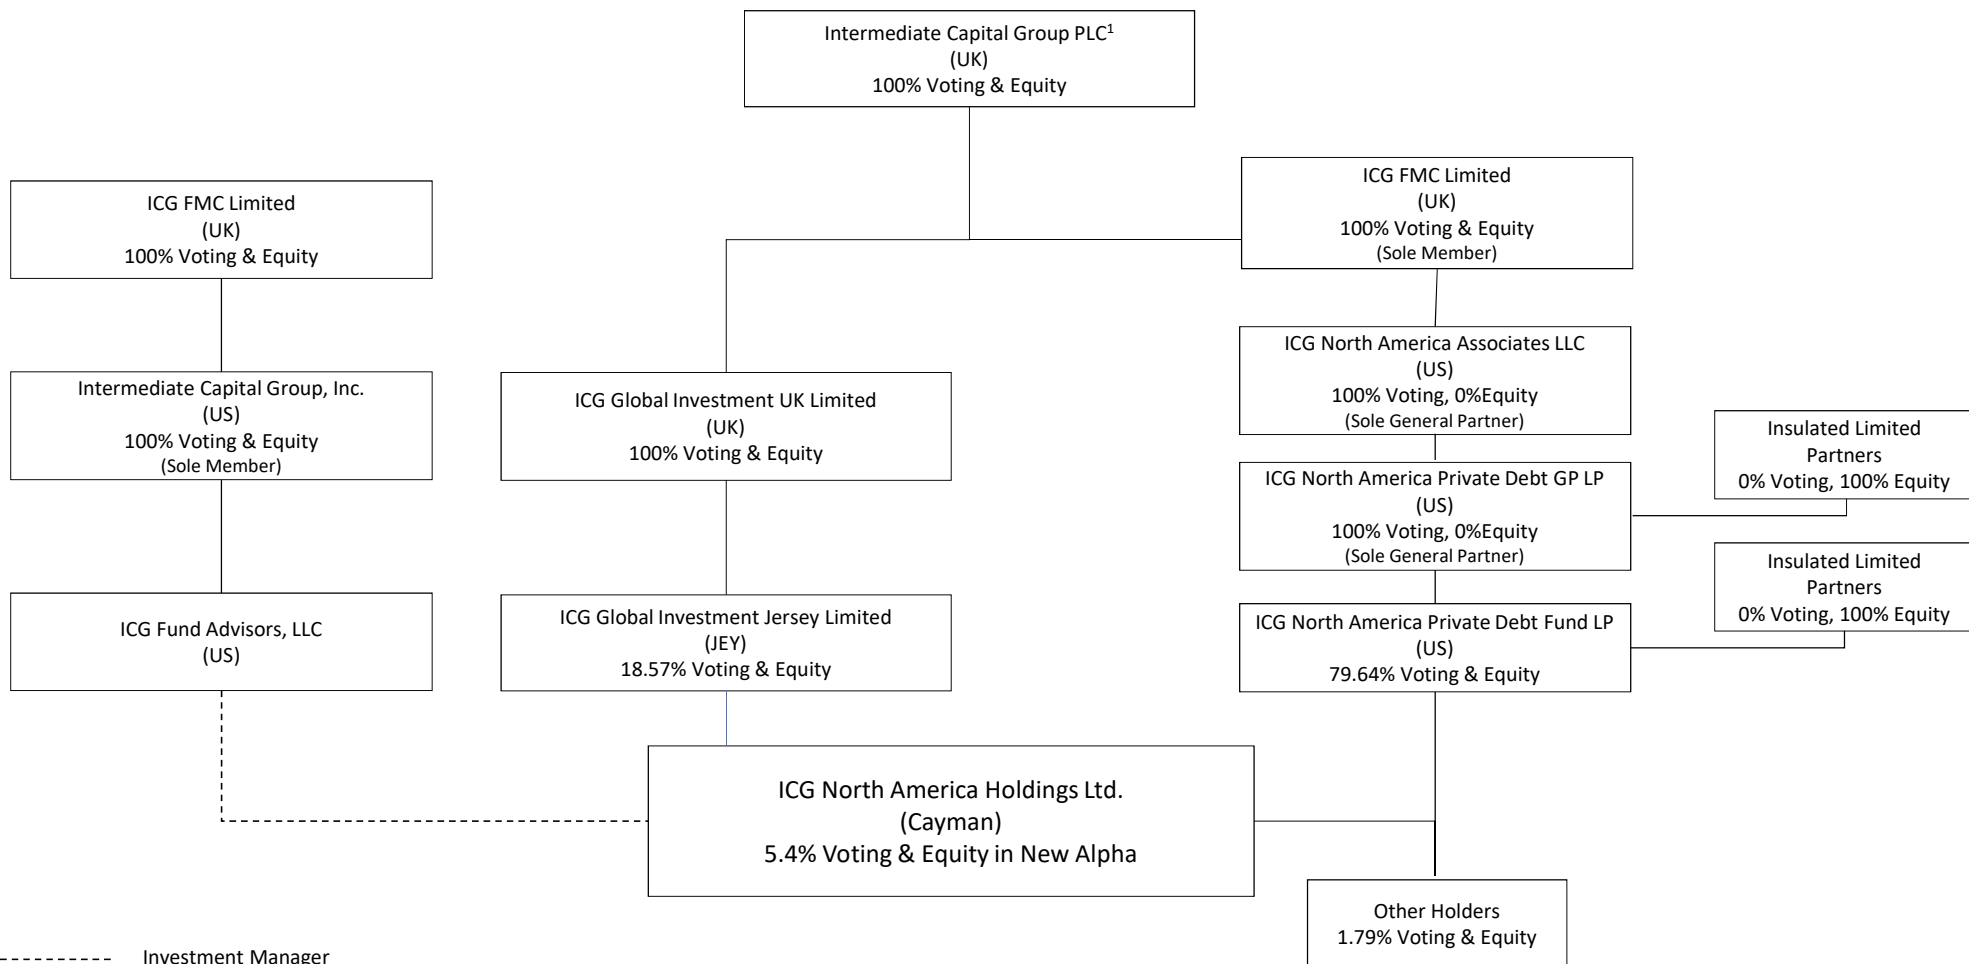 Intermediate Capital Group PLC¹
(UK)
100% Voting & Equity
ICG FMC Limited
(UK)
100% Voting & Equity
ICG FMC Limited
(UK)
100% Voting & Equity
(Sole Member)
Intermediate Capital Group, Inc.
(US)
100% Voting & Equity
(Sole Member)
ICG Global Investment UK Limited
(UK)
100% Voting & Equity
ICG North America Associates LLC
(US)
100% Voting, 0%Equity
(Sole General Partner)
Insulated Limited
Partners
0% Voting, 100% Equity
ICG North America Private Debt GP LP
(US)
100% Voting, 0%Equity
(Sole General Partner)
Insulated Limited
Partners
0% Voting, 100% Equity
ICG Fund Advisors, LLC
(US)
ICG Global Investment Jersey Limited
(JEY)
18.57% Voting & Equity
ICG North America Private Debt Fund LP
(US)
79.64% Voting & Equity
ICG North America Holdings Ltd.
(Cayman)
5.4% Voting & Equity in New Alpha
Other Holders
1.79% Voting & Equity
Investment Manager